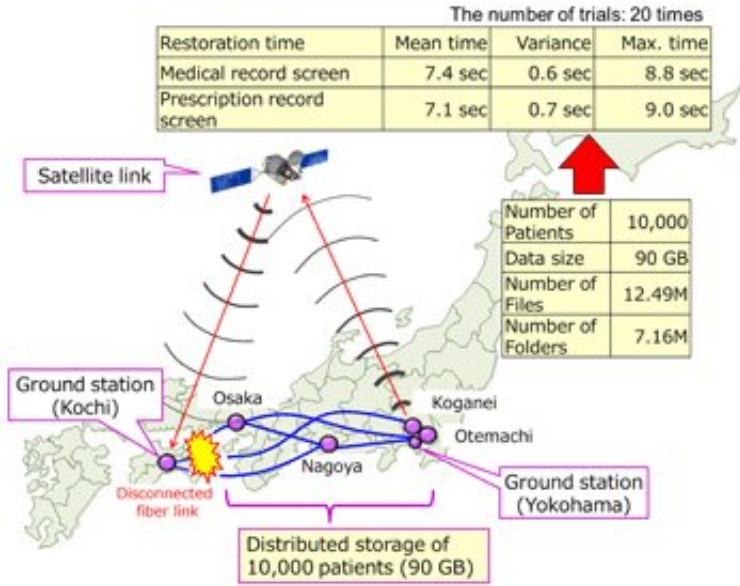 The number of trials: 20 times
Restoration time Mean time Variance Max. time
Medical record screen 7.4 sec 0.6 sec 8.8 sec
Prescription record
screen 7.1 sec 0.7 sec 9.0 sec
Satellite link
Number of
Patients 10,000
Data size 90 GB
Number of
Files 12.49M
Number of
Folders 7.16M
Ground station
(Kochi)
Osaka
Koganei
Otemachi
Nagoya
Disconnected
fiber link
Ground station
(Yokohama)
Distributed storage of
10,000 patients (90 GB)